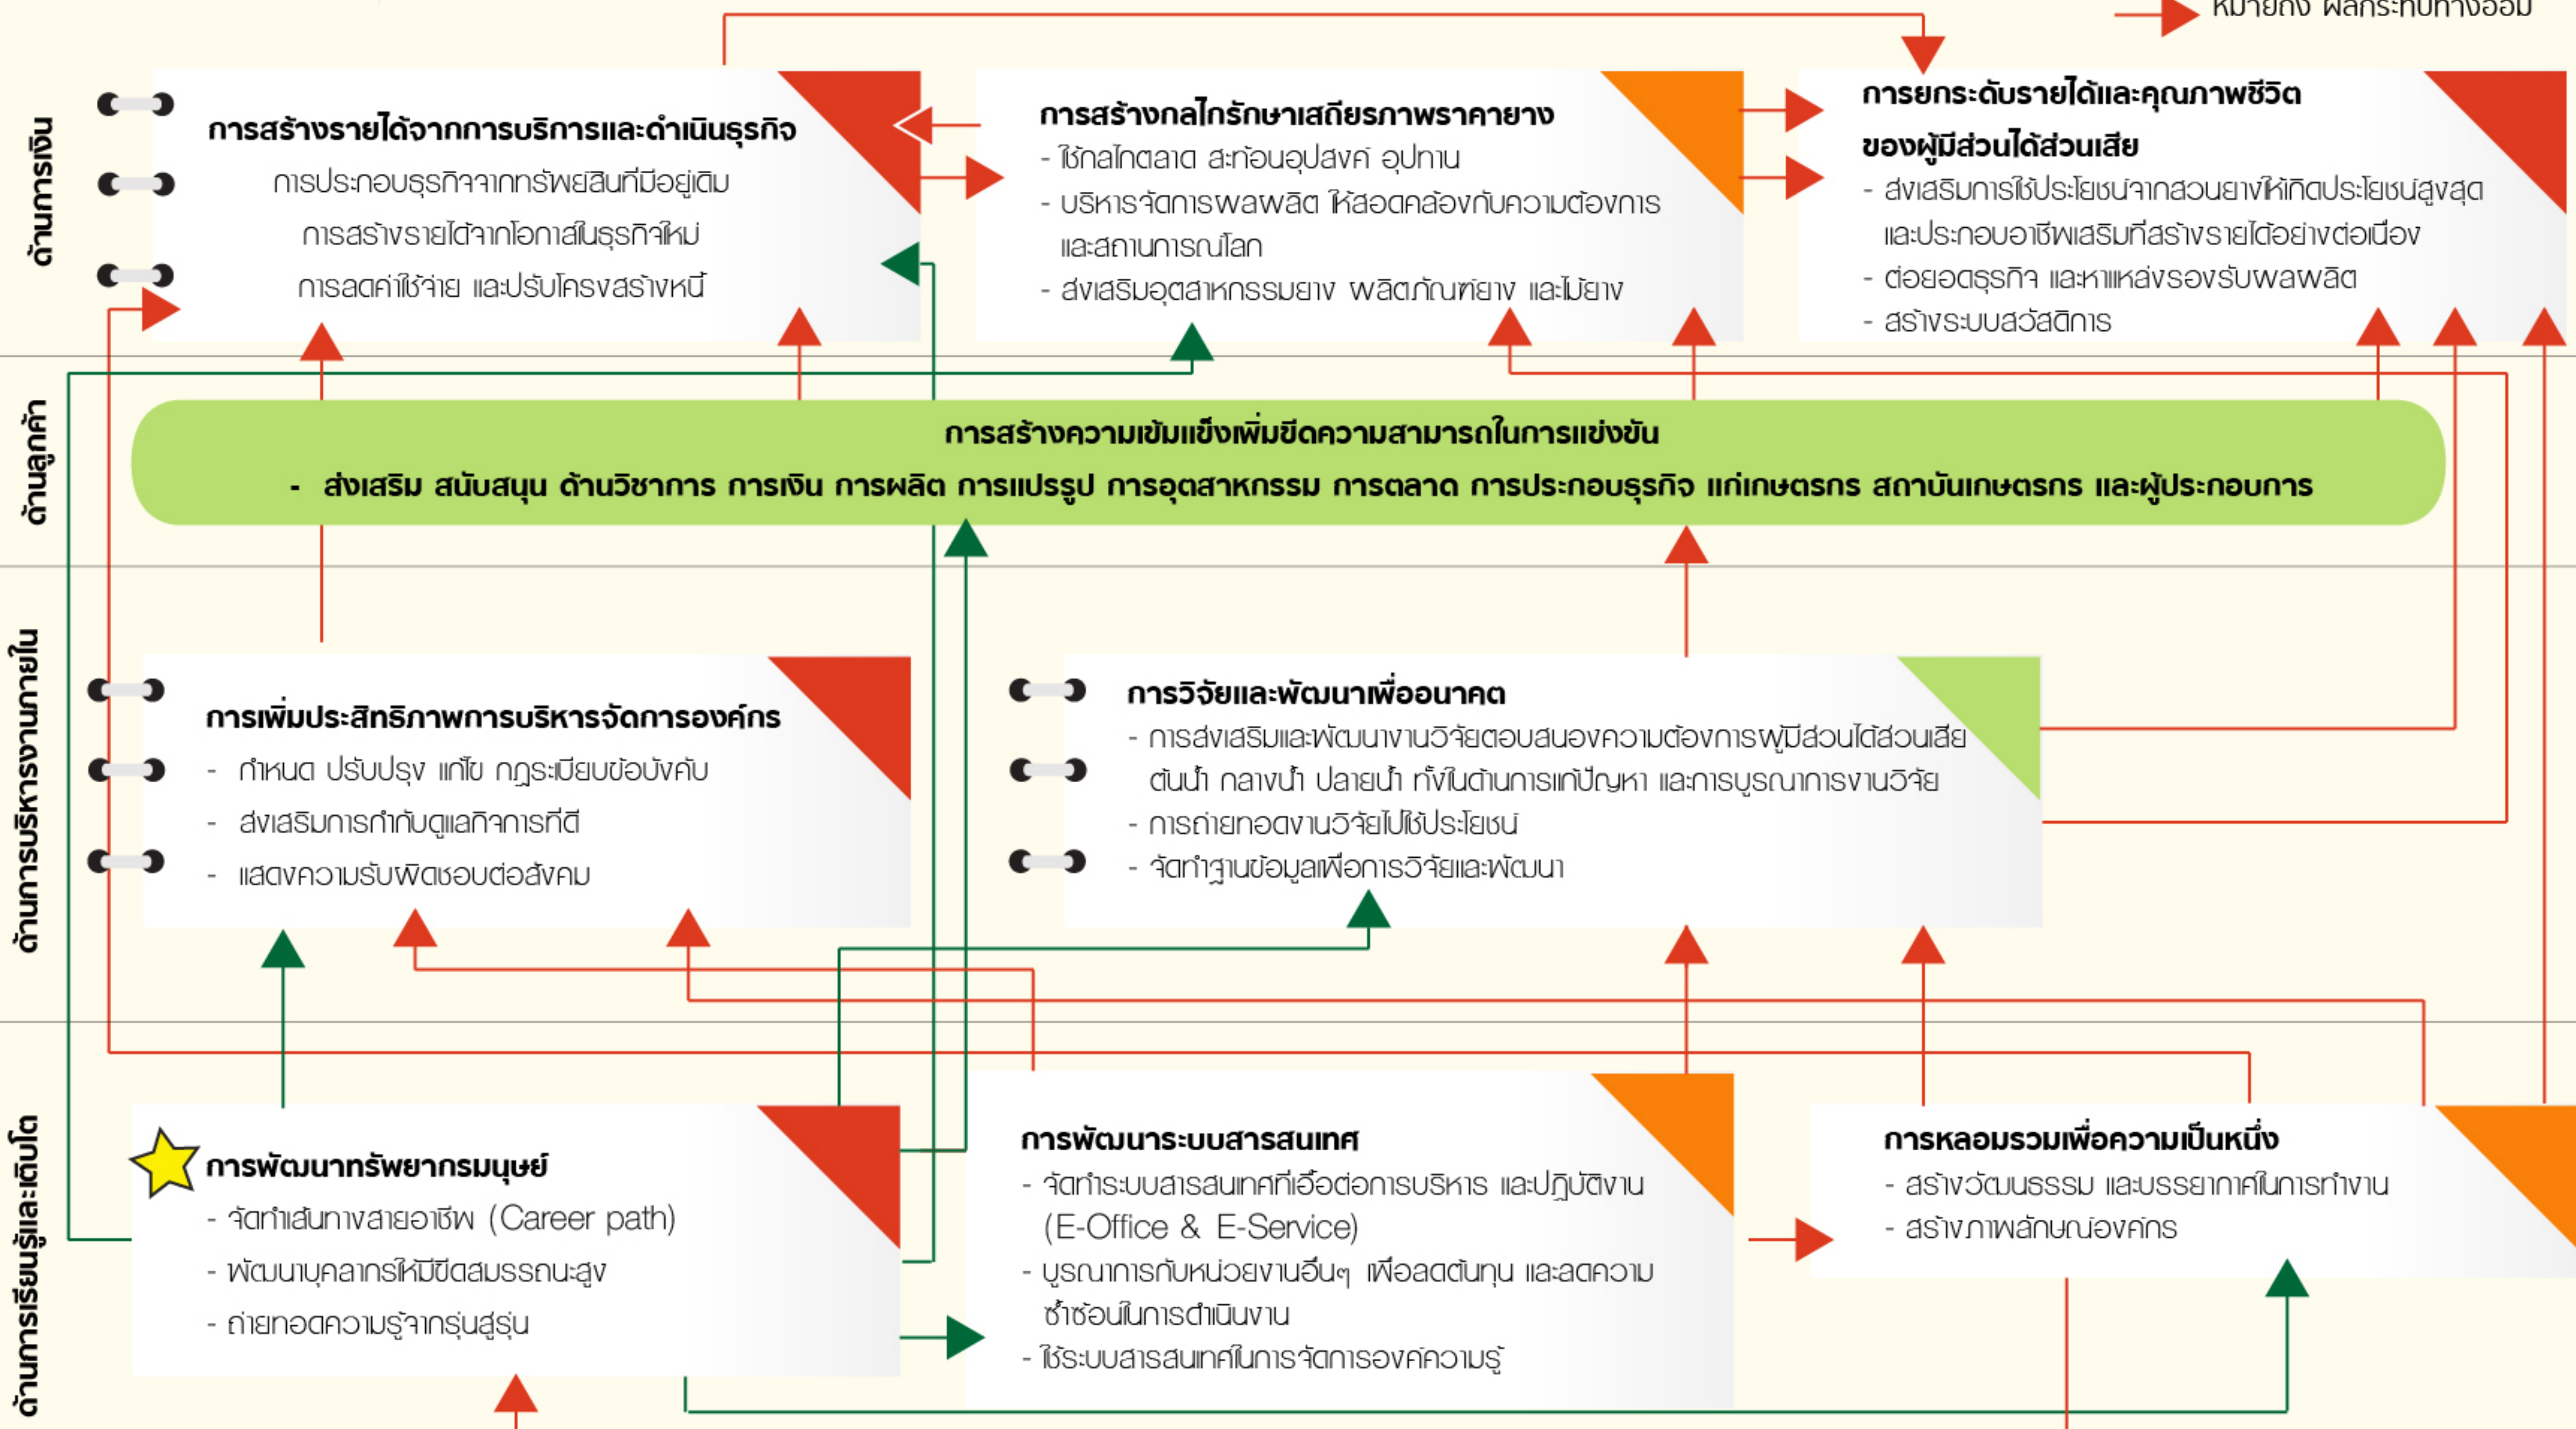 หมายถึง ผลกระทบทางอ้อม
ด้านการเงิน
การสร้างรายได้จากการบริการและดำเนินธุรกิจ
การประกอบธุรกิจจากทรัพย์สินที่มีอยู่เดิม
การสร้างรายได้จากโอกาสในธุรกิจใหม่
การลดค่าใช้จ่าย และปรับโครงสร้างหนี้
การสร้างกลไกรักษาเสถียรภาพราคายาง
- ใช้กลไกตลาด สะท้อนอุปสงค์ อุปทาน
- บริหารจัดการผลผลิต ให้สอดคล้องกับความต้องการ
และสถานการณ์โลก
- ส่งเสริมอุตสาหกรรมยาง ผลิตภัณฑ์ยาง และไม้ยาง
การยกระดับรายได้และคุณภาพชีวิต
ของผู้มีส่วนได้ส่วนเสีย
- ส่งเสริมการใช้ประโยชน์จากสวนยางให้เกิดประโยชน์สูงสุด
และประกอบอาชีพเสริมที่สร้างรายได้อย่างต่อเนื่อง
- ต่อยอดธุรกิจ และหาแหล่งรองรับผลผลิต
- สร้างระบบสวัสดิการ
ด้านลูกค้า
การสร้างความเข้มแข็งเพิ่มขีดความสามารถในการแข่งขัน
- ส่งเสริม สนับสนุน ด้านวิชาการ การเงิน การผลิต การแปรรูป การอุตสาหกรรม การตลาด การประกอบธุรกิจ แก่เกษตรกร สถาบันเกษตรกร และผู้ประกอบการ
ด้านการบริหารงานภายใน
การเพิ่มประสิทธิภาพการบริหารจัดการองค์กร
- กำหนด ปรับปรุง แก้ไข กฎระเบียบข้อบังคับ
- ส่งเสริมการกำกับดูแลกิจการที่ดี
- แสดงความรับผิดชอบต่อสังคม
การวิจัยและพัฒนาเพื่ออนาคต
- การส่งเสริมและพัฒนางานวิจัยตอบสนองความต้องการผู้มีส่วนได้ส่วนเสีย
ต้นน้ำ กลางน้ำ ปลายน้ำ ทั้งในด้านการแก้ปัญหา และการบูรณาการงานวิจัย
- การถ่ายทอดงานวิจัยไปใช้ประโยชน์
- จัดทำฐานข้อมูลเพื่อการวิจัยและพัฒนา
ด้านการเรียนรู้และเติบโต
การพัฒนาทรัพยากรมนุษย์
- จัดทำเส้นทางสายอาชีพ (Career path)
- พัฒนาบุคลากรให้มีขีดสมรรถนะสูง
- ถ่ายทอดความรู้จากรุ่นสู่รุ่น
การพัฒนาระบบสารสนเทศ
- จัดทำระบบสารสนเทศที่เอื้อต่อการบริหาร และปฏิบัติงาน
(E-Office & E-Service)
- บูรณาการกับหน่วยงานอื่นๆ เพื่อลดต้นทุน และลดความ
ซ้ำซ้อนในการดำเนินงาน
- ใช้ระบบสารสนเทศในการจัดการองค์ความรู้
การหลอมรวมเพื่อความเป็นหนึ่ง
- สร้างวัฒนธรรม และบรรยากาศในการทำงาน
- สร้างภาพลักษณ์องค์กร